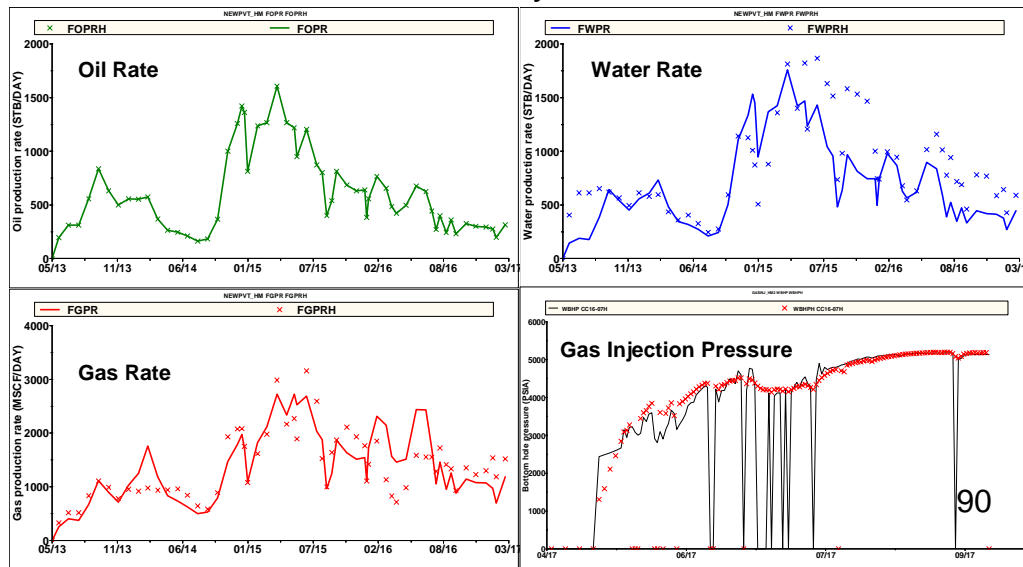 NEWPVT_HM FOPR FOPRH
FOPRH FOPR
Oil Rate
Oil production rate (STB/DAY)
2000
1500
1000
500
0
05/13 11/13 06/14 01/15 07/15 02/16 08/16 03/17
NEWPVT_HM FWPR FWPRH
FWPR FWPRH
Water Rate
Water production rate (STB/DAY)
2000
1500
1000
500
0
05/13 11/13 06/14 01/15 07/15 02/16 08/16 03/1
NEWPVT_HM FGPR FGPRH
FGPR FGPRH
Gas Rate
Gas production rate (MSCF/DAY)
4000
3000
2000
1000
0
05/13 11/13 06/14 01/15 07/15 02/16 08/16 03/17
WBHP CC16-07H WBHPH CC16-07H
Gas Injection Pressure
Bottom hole pressure (PSIA)
6000
5000
4000
3000
2000
1000
0
04/17 06/17 07/17 09/17
90